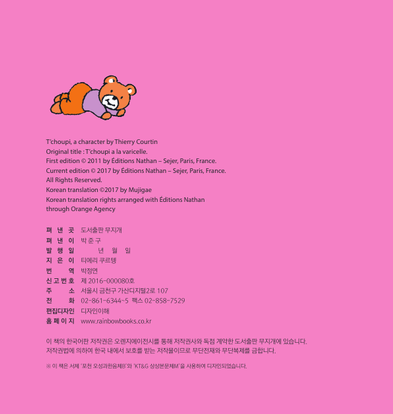 T'choupi, a character by Thierry Courtin
Original title : T'choupi a la varicelle.
First edition © 2011 by Éditions Nathan – Sejer, Paris, France.
Current edition © 2017 by Éditions Nathan – Sejer, Paris, France.
All Rights Reserved.
Korean translation ©2017 by Mujigae
Korean translation rights arranged with Éditions Nathan
through Orange Agency
펴 낸 곳 도서출판 무지개
펴 낸 이 박 준 구
발 행 일 년 월 일
지 은 이 티에리 쿠르탱
번 역 박정연
신 고 번 호 제 2016-000080호
주 소 서울시 금천구 가산디지털2로 107
전 화 02-861-6344~5 팩스 02-858-7529
편집디자인 디자인이해
홈 페 이 지 www.rainbowbooks.co.kr
이 책의 한국어판 저작권은 오렌지에이전시를 통해 저작권사와 독점 계약한 도서출판 무지개에 있습니다.
저작권법에 의하여 한국 내에서 보호를 받는 저작물이므로 무단전재와 무단복제를 금합니다.
※ 이 책은 서체 '포천 오성과한음체B'와 'KT&G 상상본문체M'을 사용하여 디자인되었습니다.